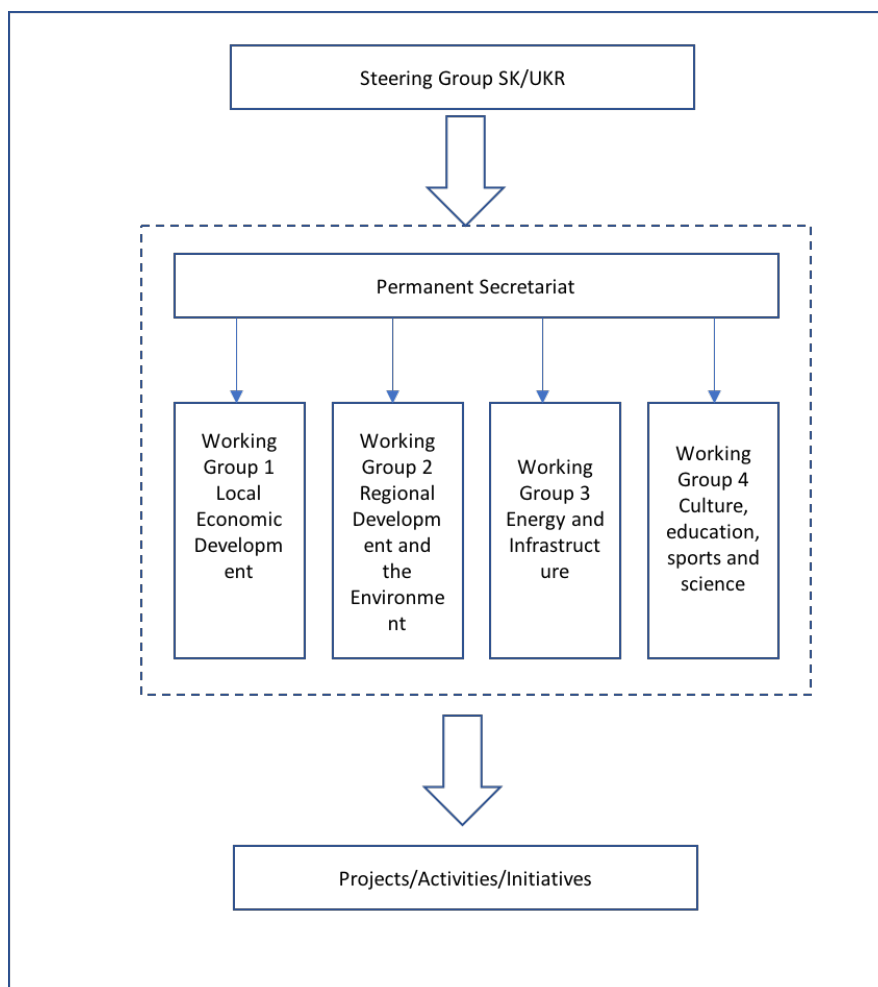 Steering Group SK/UKR
Permanent Secretariat
Working
Group 1
Local
Economic
Developm
ent
Working
Group 2
Regional
Developm
ent and
the
Environme
nt
Working
Group 3
Energy and
Infrastruct
ure
Working
Group 4
Culture,
education,
sports and
science
Projects/Activities/Initiatives